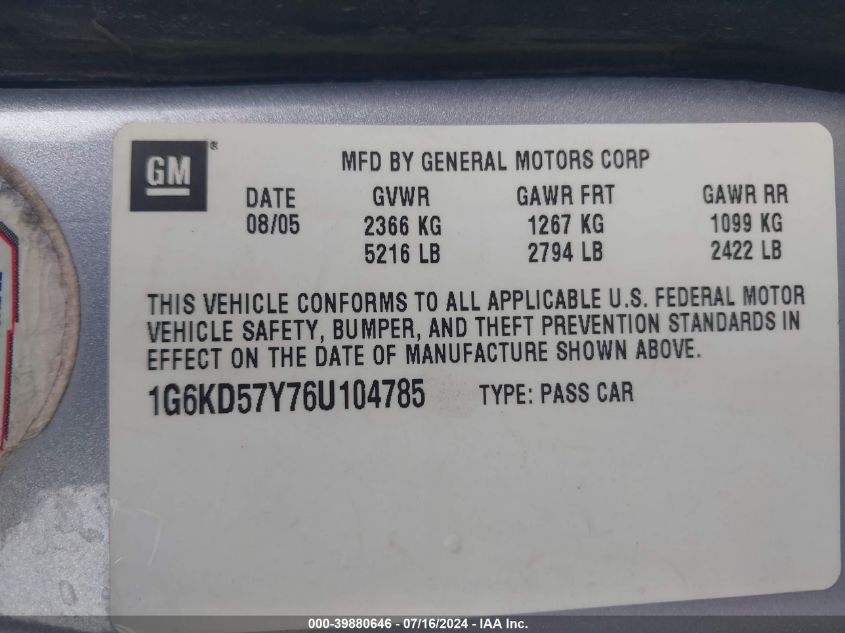 GM®
MFD BY GENERAL MOTORS CORP
DATE GVWR GAWR FRT GAWR RR
08/05 2366 KG 1267 KG 1099 KG
5216 LB 2794 LB 2422 LB
THIS VEHICLE CONFORMS TO ALL APPLICABLE U.S. FEDERAL MOTOR
VEHICLE SAFETY, BUMPER, AND THEFT PREVENTION STANDARDS IN
EFFECT ON THE DATE OF MANUFACTURE SHOWN ABOVE.
1G6KD57Y76U104785 TYPE: PASS CAR
000-39880646 - 07/16/2024 - IAA Inc.